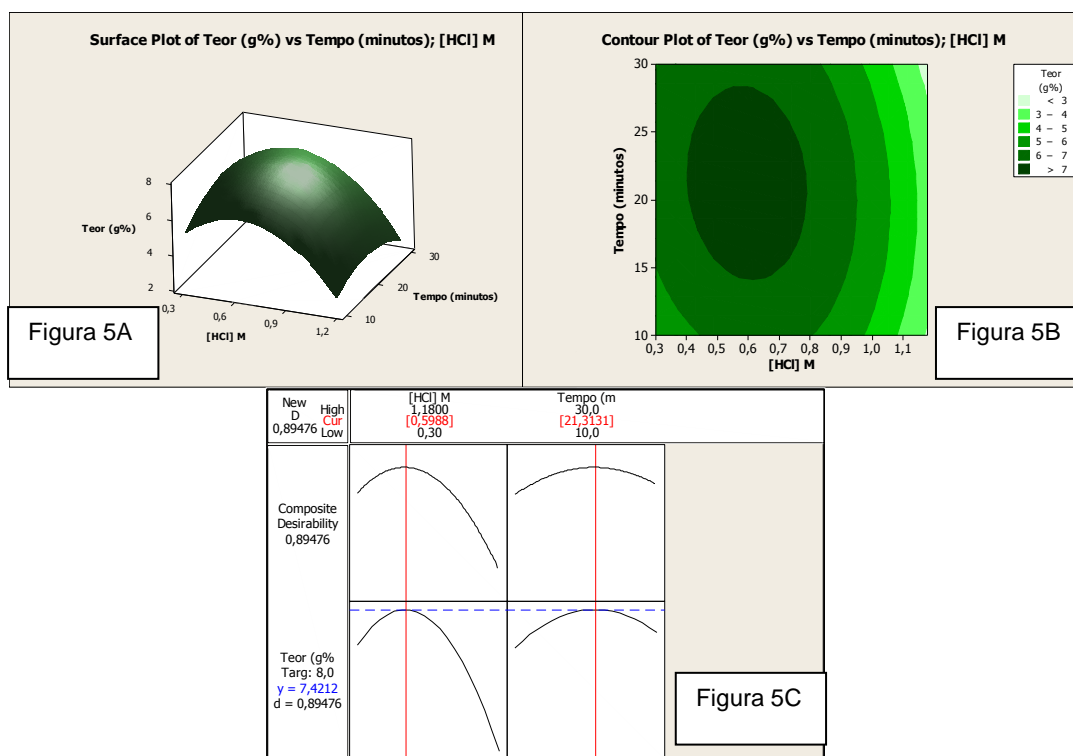 Surface Plot of Teor (g%) vs Tempo (minutos); [HCl] M
8
6
Teor (g%)
4
2
0,3
0,6
0,9
1,2
[HCl] M
30
20
10
Tempo (minutos)
Figura 5A
Contour Plot of Teor (g%) vs Tempo (minutos); [HCl] M
30
25
20
15
10
Tempo (minutos)
0,3 0,4 0,5 0,6 0,7 0,8 0,9 1,0 1,1
[HCl] M
Teor
(g%)
< 3
3 – 4
4 – 5
5 – 6
6 – 7
> 7
Figura 5B
New
D
0,89476
High
Cur
Low
[HCl] M
1,1800
[0,5988]
0,30
Tempo (m
30,0
[21,3131]
10,0
Composite
Desirability
0,89476
Teor (g%
Targ: 8,0
y = 7,4212
d = 0,89476
Figura 5C